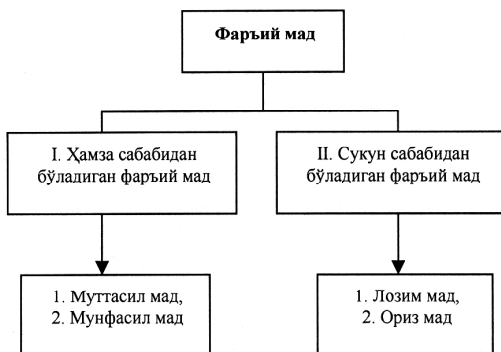 Фаръий мад
I. Ҳамза сабабидан
бўладиган фаръий мад
II. Сукун сабабидан
бўладиган фаръий мад
1. Муттасил мад,
2. Мунфасил мад
1. Лозим мад,
2. Ориз мад